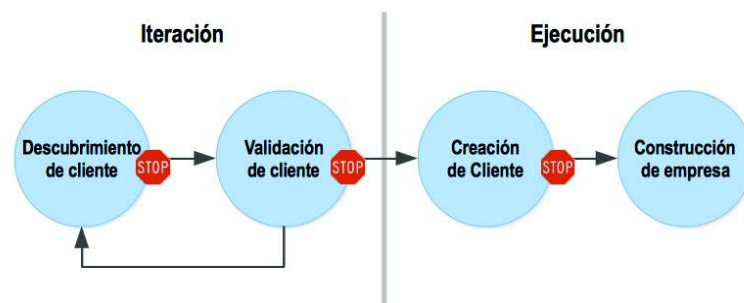 Iteración
Ejecución
Descubrimiento
de cliente
STOP
Validación
de cliente
STOP
Creación
de Cliente
STOP
Construcción
de empresa